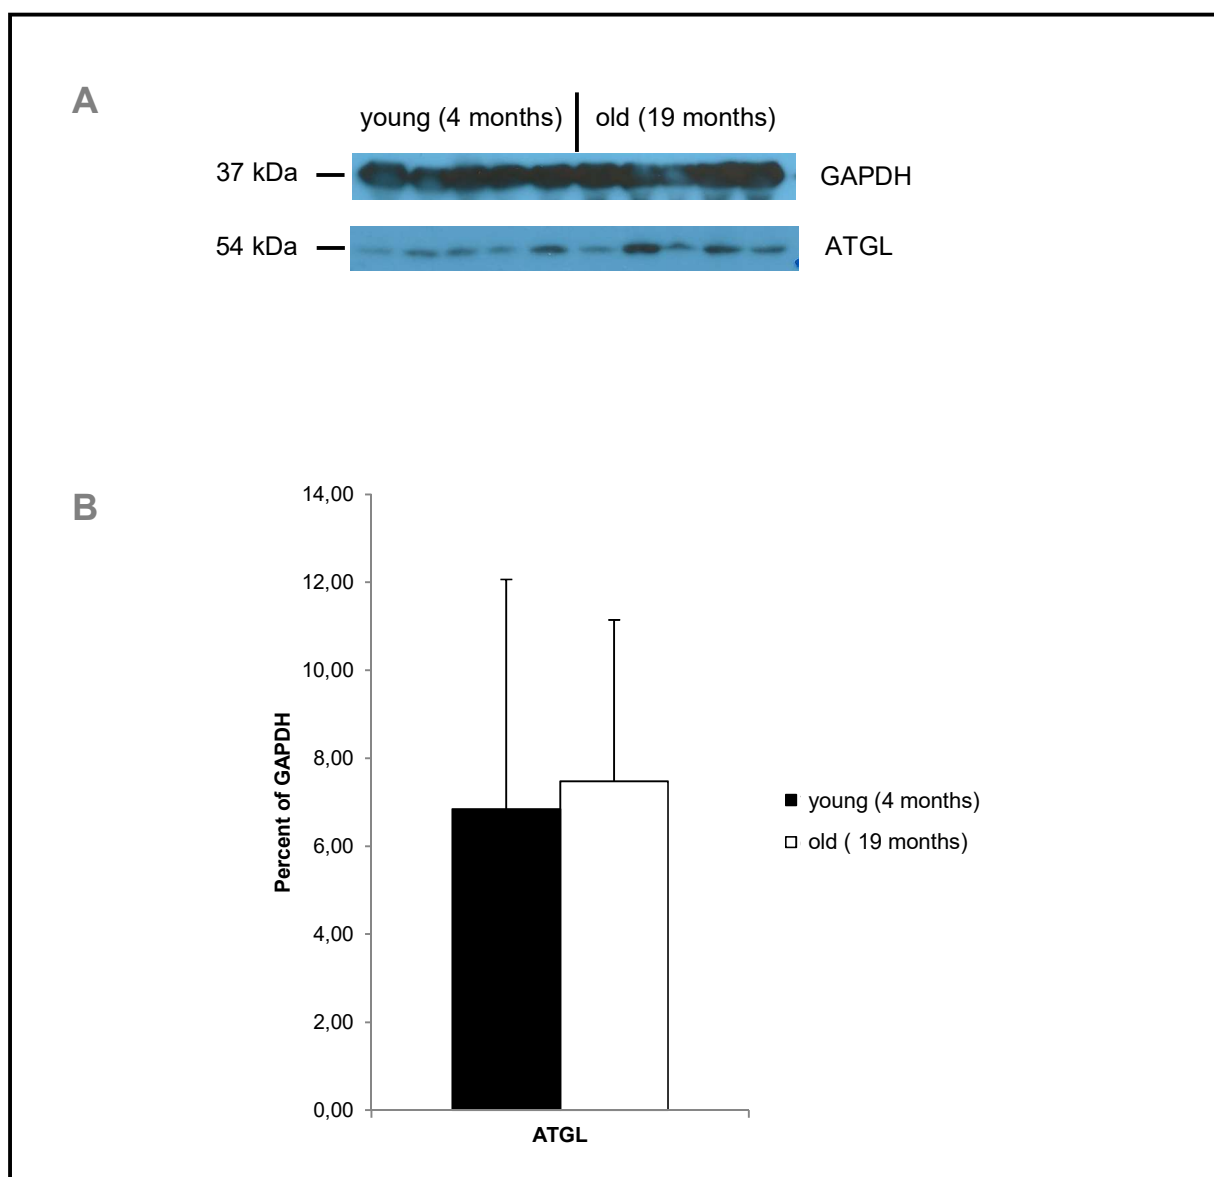 A
young (4 months) old (19 months)
37 kDa GAPDH
54 kDa ATGL
B
14,00
12,00
10,00
8,00
6,00
4,00
2,00
0,00
Percent of GAPDH
ATGL
young (4 months)
old ( 19 months)